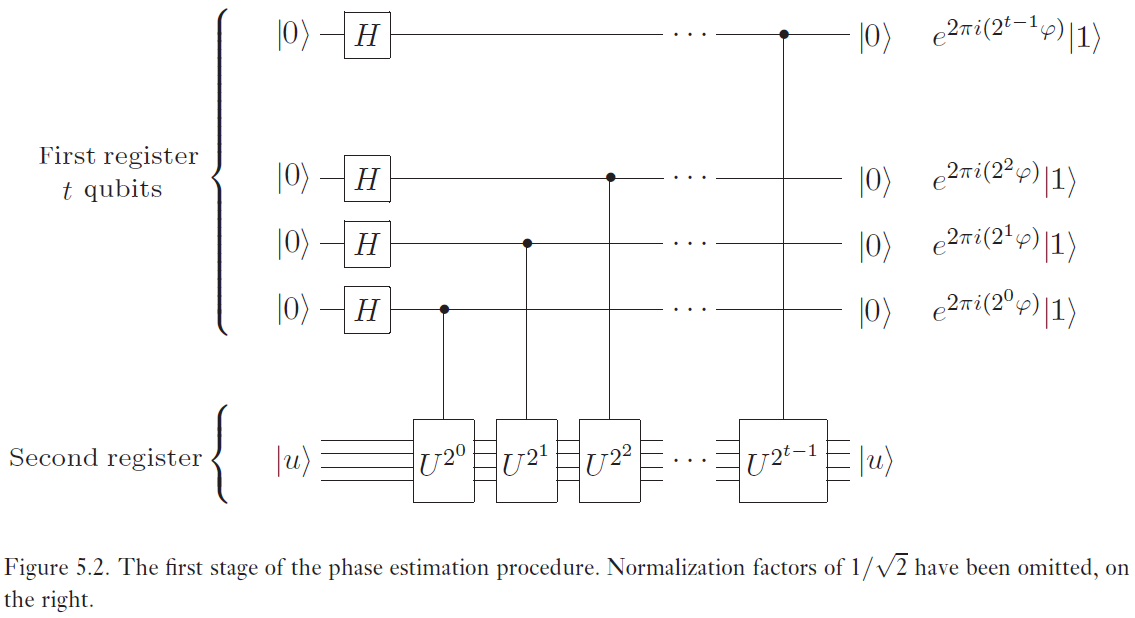 |0⟩ H · · · |0⟩ e^{2πi(2^{t−1}φ)}|1⟩
First register
t qubits
|0⟩ H · · · |0⟩ e^{2πi(2^2φ)}|1⟩
|0⟩ H · · · |0⟩ e^{2πi(2^1φ)}|1⟩
|0⟩ H · · · |0⟩ e^{2πi(2^0φ)}|1⟩
Second register |u⟩ U^{2^0} U^{2^1} U^{2^2} · · · U^{2^{t−1}} |u⟩
Figure 5.2. The first stage of the phase estimation procedure. Normalization factors of 1/√2 have been omitted, on
the right.